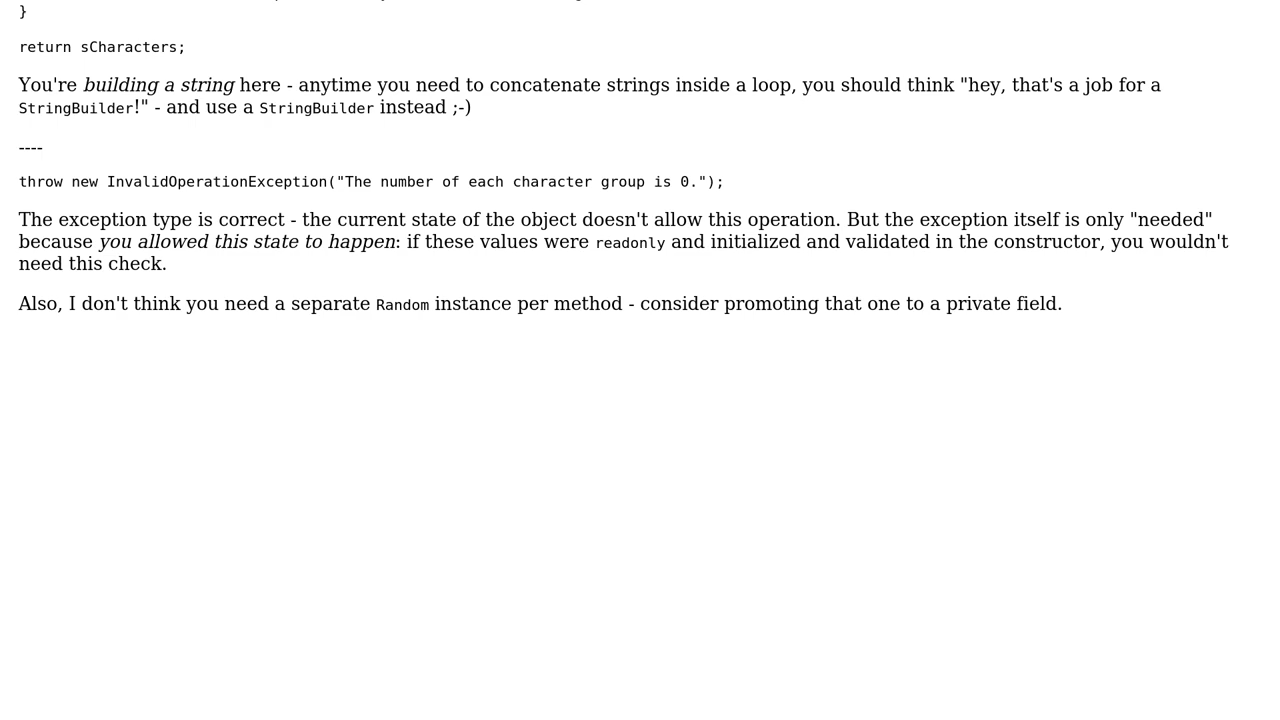 }
return sCharacters;
You're building a string here - anytime you need to concatenate strings inside a loop, you should think "hey, that's a job for a
StringBuilder!" - and use a StringBuilder instead ;-)
----
throw new InvalidOperationException("The number of each character group is 0.");
The exception type is correct - the current state of the object doesn't allow this operation. But the exception itself is only "needed"
because you allowed this state to happen: if these values were readonly and initialized and validated in the constructor, you wouldn't
need this check.
Also, I don't think you need a separate Random instance per method - consider promoting that one to a private field.